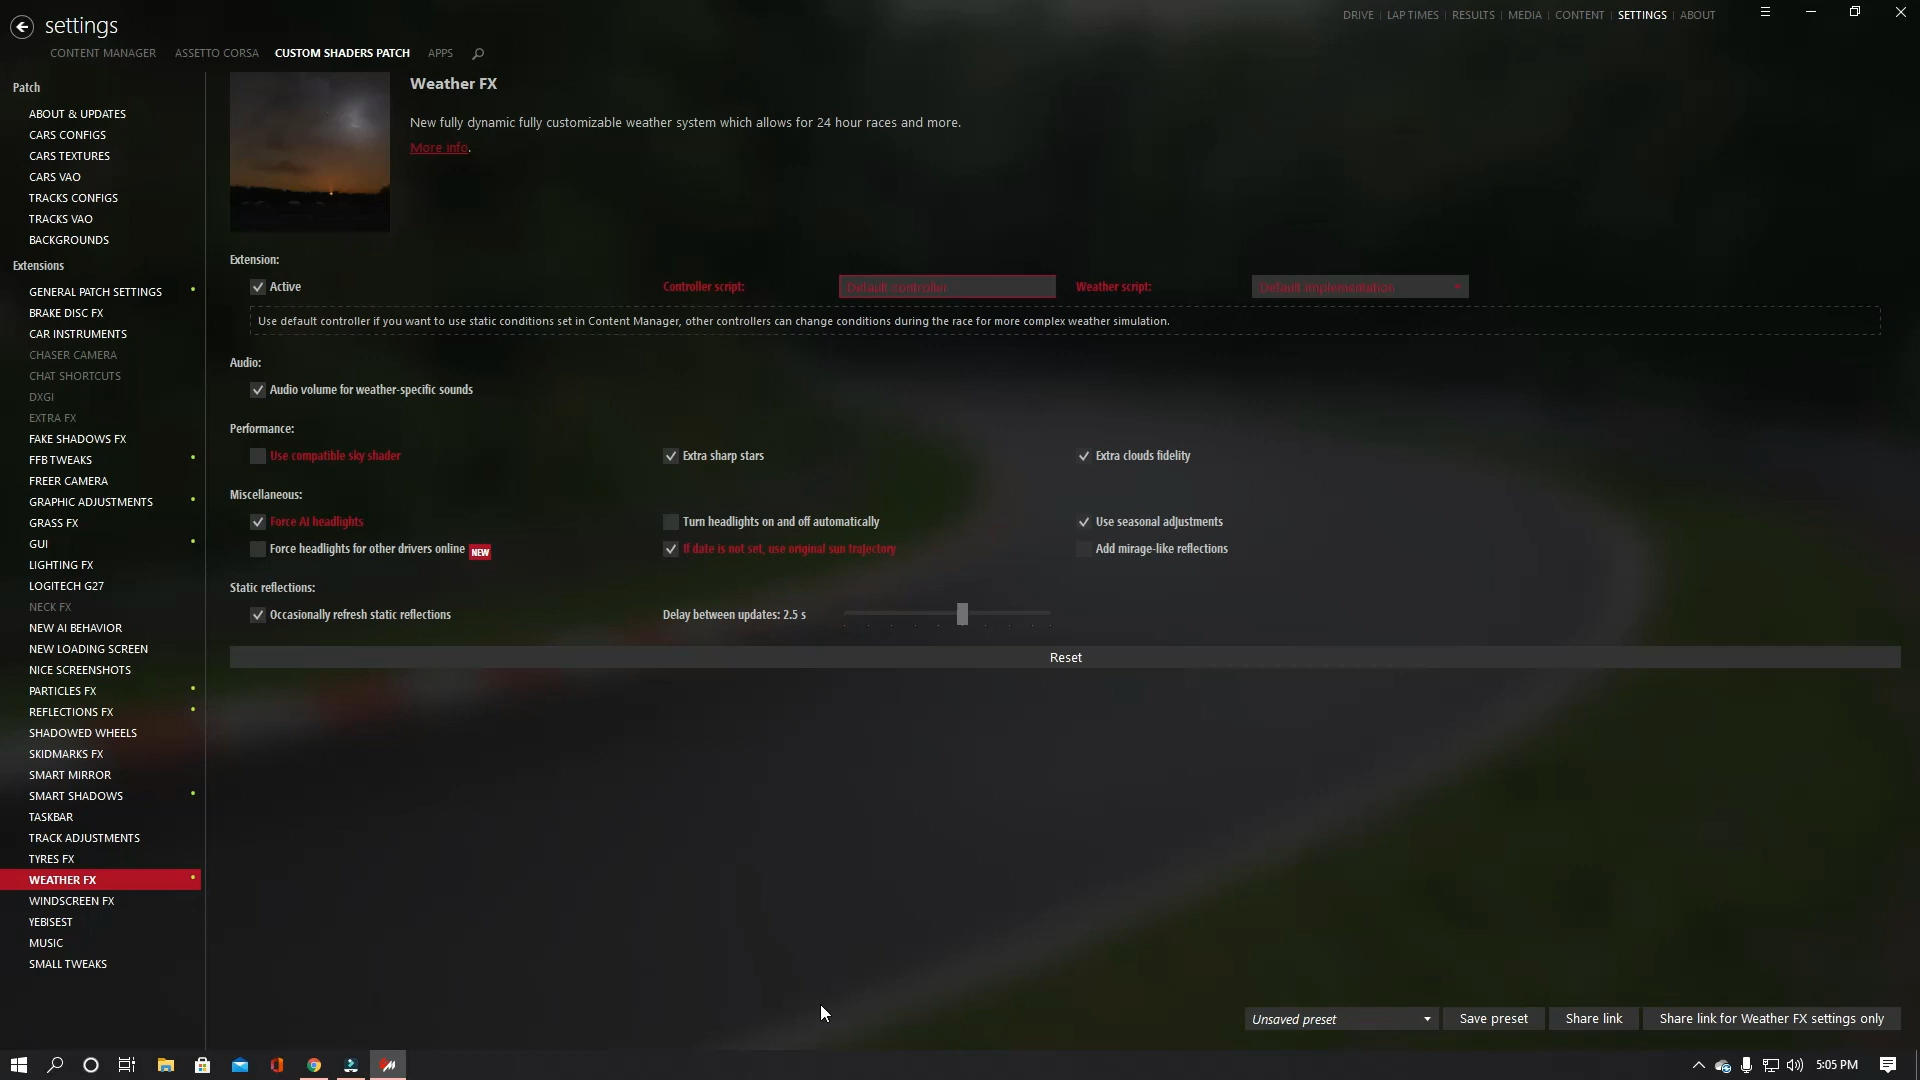 settings
DRIVE | LAP TIMES | RESULTS | MEDIA | CONTENT | SETTINGS | ABOUT
CONTENT MANAGER ASSETTO CORSA CUSTOM SHADERS PATCH APPS
Patch
ABOUT & UPDATES
CARS CONFIGS
CARS TEXTURES
CARS VAO
TRACKS CONFIGS
TRACKS VAO
BACKGROUNDS
Extensions
GENERAL PATCH SETTINGS
BRAKE DISC FX
CAR INSTRUMENTS
CHASER CAMERA
CHAT SHORTCUTS
DXGI
EXTRA FX
FAKE SHADOWS FX
FFB TWEAKS
FREER CAMERA
GRAPHIC ADJUSTMENTS
GRASS FX
GUI
LIGHTING FX
LOGITECH G27
NECK FX
NEW AI BEHAVIOR
NEW LOADING SCREEN
NICE SCREENSHOTS
PARTICLES FX
REFLECTIONS FX
SHADOWED WHEELS
SKIDMARKS FX
SMART MIRROR
SMART SHADOWS
TASKBAR
TRACK ADJUSTMENTS
TYRES FX
WEATHER FX
WINDSCREEN FX
YEBISEST
MUSIC
SMALL TWEAKS
Weather FX
New fully dynamic fully customizable weather system which allows for 24 hour races and more.
More info.
Extension:
Active Controller script: Default controller Weather script: Default implementation
Use default controller if you want to use static conditions set in Content Manager, other controllers can change conditions during the race for more complex weather simulation.
Audio:
Audio volume for weather-specific sounds
Performance:
Use compatible sky shader Extra sharp stars Extra clouds fidelity
Miscellaneous:
Force AI headlights Turn headlights on and off automatically Use seasonal adjustments
Force headlights for other drivers online NEW If date is not set, use original sun trajectory Add mirage-like reflections
Static reflections:
Occasionally refresh static reflections Delay between updates: 2.5 s
Reset
Unsaved preset Save preset Share link Share link for Weather FX settings only
5:05 PM